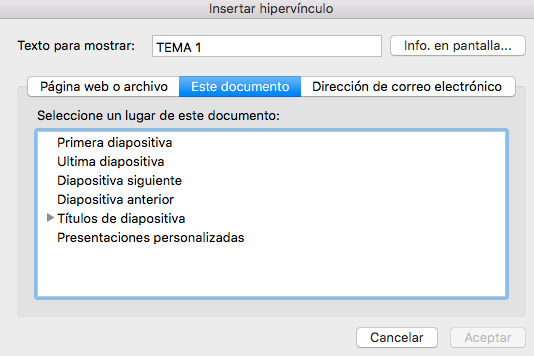 Insertar hipervínculo
Texto para mostrar: TEMA 1 Info. en pantalla...
Página web o archivo Este documento Dirección de correo electrónico
Seleccione un lugar de este documento:
Primera diapositiva
Ultima diapositiva
Diapositiva siguiente
Diapositiva anterior
Títulos de diapositiva
Presentaciones personalizadas
Cancelar Aceptar